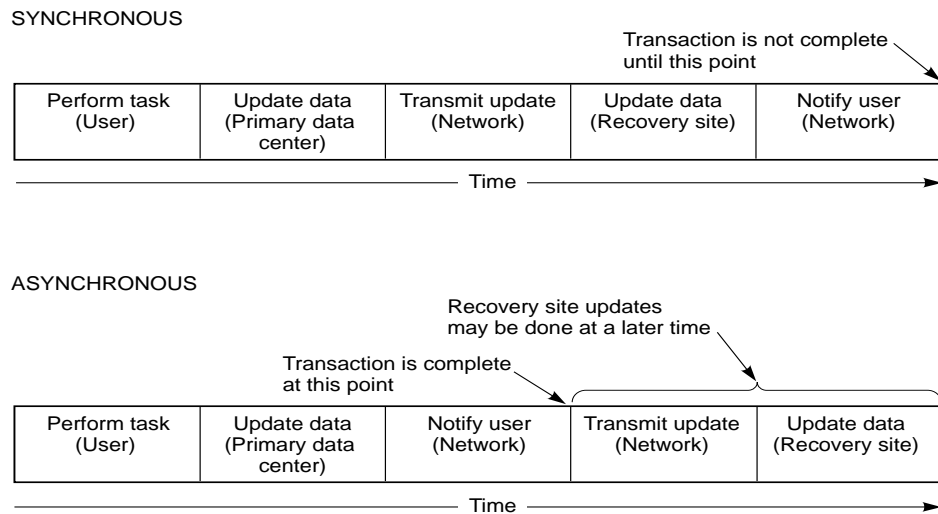 SYNCHRONOUS
Transaction is not complete
until this point
Perform task
(User)
Update data
(Primary data
center)
Transmit update
(Network)
Update data
(Recovery site)
Notify user
(Network)
Time
ASYNCHRONOUS
Recovery site updates
may be done at a later time
Transaction is complete
at this point
Perform task
(User)
Update data
(Primary data
center)
Notify user
(Network)
Transmit update
(Network)
Update data
(Recovery site)
Time